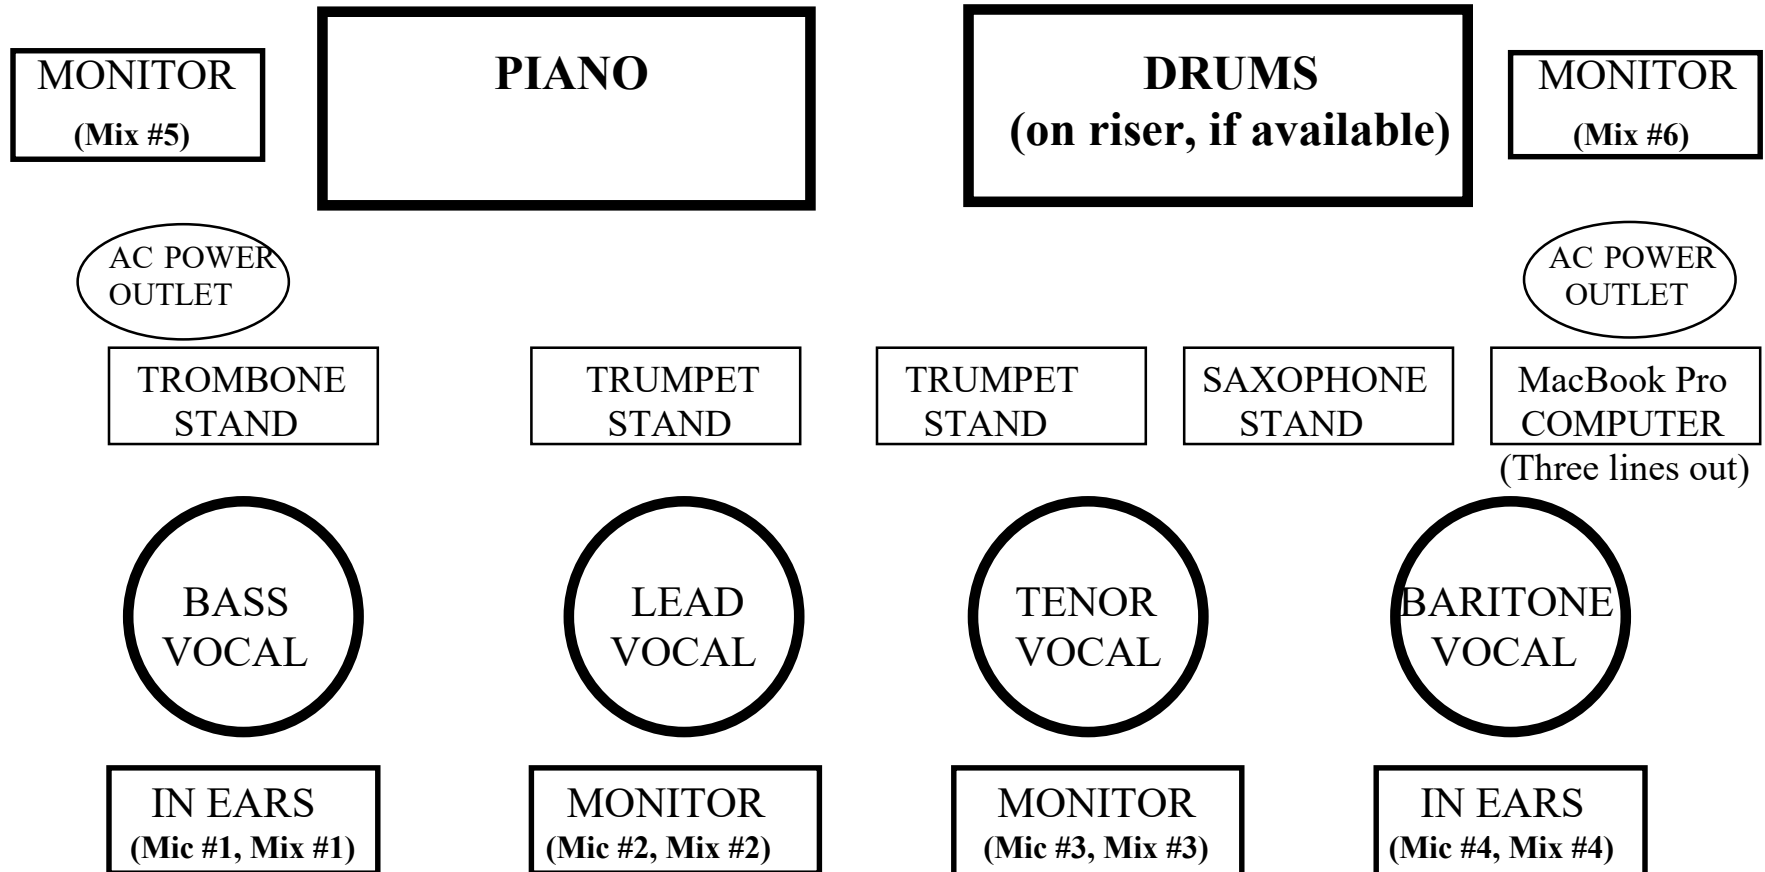 MONITOR
(Mix #5)
PIANO
DRUMS
(on riser, if available)
MONITOR
(Mix #6)
AC POWER
OUTLET
AC POWER
OUTLET
TROMBONE
STAND
TRUMPET
STAND
TRUMPET
STAND
SAXOPHONE
STAND
MacBook Pro
COMPUTER
(Three lines out)
BASS
VOCAL
LEAD
VOCAL
TENOR
VOCAL
BARITONE
VOCAL
IN EARS
(Mic #1, Mix #1)
MONITOR
(Mic #2, Mix #2)
MONITOR
(Mic #3, Mix #3)
IN EARS
(Mic #4, Mix #4)